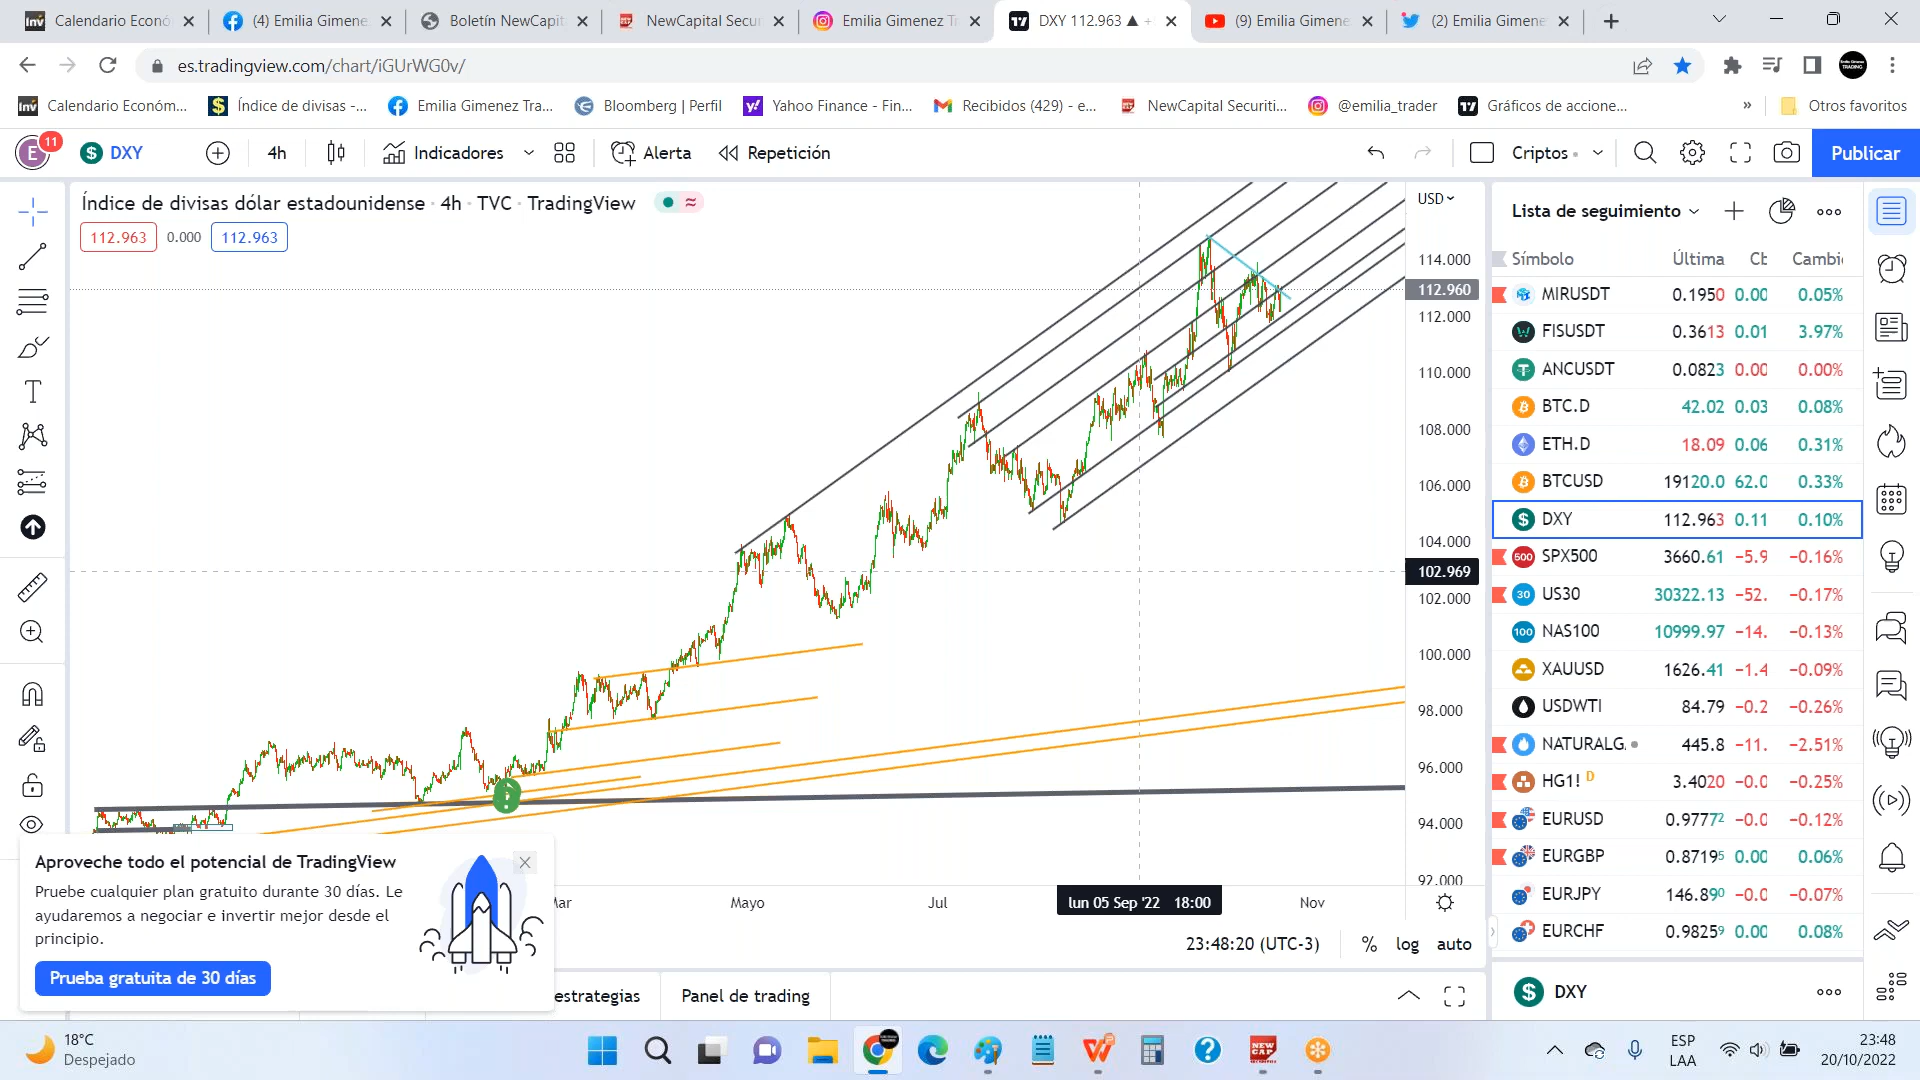 Calendario Econó
(4) Emilia Gimene
Boletín NewCapit
NewCapital Secu
Emilia Gimenez T
DXY 112.963 ▲ +
(9) Emilia Gimene
(2) Emilia Gimene
es.tradingview.com/chart/iGUrWG0v/
Calendario Económ...
Índice de divisas -...
Emilia Gimenez Tra...
Bloomberg | Perfil
Yahoo Finance - Fin...
Recibidos (429) - e...
NewCapital Securiti...
@emilia_trader
Gráficos de accione...
»
Otros favoritos
E
11
DXY
4h
Indicadores
Alerta
Repetición
Criptos
Publicar
Índice de divisas dólar estadounidense · 4h · TVC · TradingView
112.963
0.000
112.963
USD
114.000
112.960
112.000
110.000
108.000
106.000
104.000
102.969
102.000
100.000
98.000
96.000
94.000
92.000
Mar
Mayo
Jul
lun 05 Sep '22 18:00
Nov
23:48:20 (UTC-3)
%
log
auto
Aproveche todo el potencial de TradingView
Pruebe cualquier plan gratuito durante 30 días. Le
ayudaremos a negociar e invertir mejor desde el
principio.
Prueba gratuita de 30 días
estrategias
Panel de trading
Lista de seguimiento
Símbolo Última Cb Cambi
MIRUSDT 0.1950 0.00 0.05%
FISUSDT 0.3613 0.01 3.97%
ANCUSDT 0.0823 0.00 0.00%
BTC.D 42.02 0.03 0.08%
ETH.D 18.09 0.06 0.31%
BTCUSD 19120.0 62.0 0.33%
DXY 112.963 0.11 0.10%
SPX500 3660.61 −5.9 −0.16%
US30 30322.13 −52. −0.17%
NAS100 10999.97 −14. −0.13%
XAUUSD 1626.41 −1.4 −0.09%
USDWTI 84.79 −0.2 −0.26%
NATURALG. 445.8 −11. −2.51%
HG1! D 3.4020 −0.0 −0.25%
EURUSD 0.97772 −0.0 −0.12%
EURGBP 0.87195 0.00 0.06%
EURJPY 146.890 −0.0 −0.07%
EURCHF 0.98259 0.00 0.08%
DXY
18°C
Despejado
ESP
LAA
23:48
20/10/2022